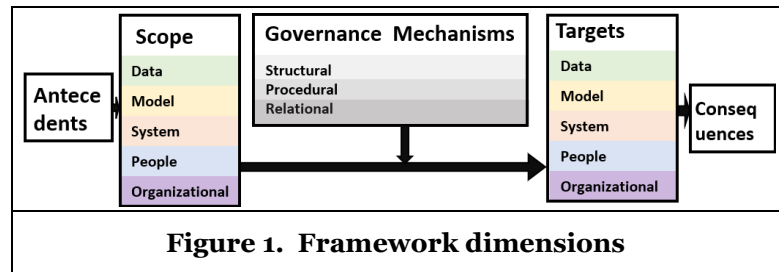 Antece
dents
Scope
Data
Model
System
People
Organizational
Governance Mechanisms
Structural
Procedural
Relational
Targets
Data
Model
System
People
Organizational
Conseq
uences
Figure 1. Framework dimensions